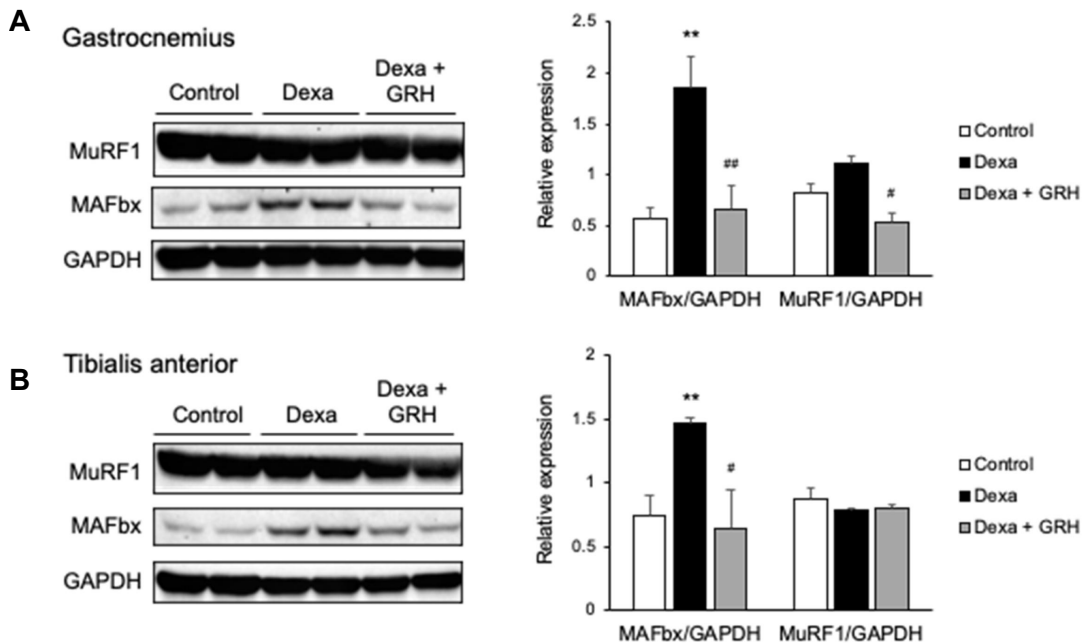 A
Gastrocnemius
Control Dexa Dexa +
GRH
MuRF1
MAFbx
GAPDH
Relative expression
2.5
2
1.5
1
0.5
0
**
##
#
MAFbx/GAPDH MuRF1/GAPDH
Control
Dexa
Dexa + GRH
B
Tibialis anterior
Control Dexa Dexa +
GRH
MuRF1
MAFbx
GAPDH
Relative expression
2
1.5
1
0.5
0
**
#
MAFbx/GAPDH MuRF1/GAPDH
Control
Dexa
Dexa + GRH